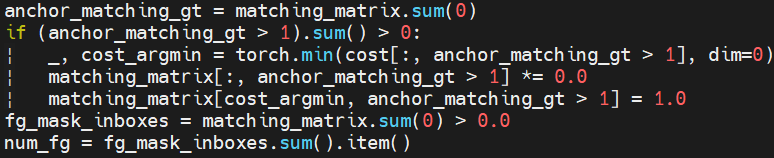 anchor_matching_gt = matching_matrix.sum(0)
if (anchor_matching_gt > 1).sum() > 0:
¦   _, cost_argmin = torch.min(cost[:, anchor_matching_gt > 1], dim=0)
¦   matching_matrix[:, anchor_matching_gt > 1] *= 0.0
¦   matching_matrix[cost_argmin, anchor_matching_gt > 1] = 1.0
fg_mask_inboxes = matching_matrix.sum(0) > 0.0
num_fg = fg_mask_inboxes.sum().item()